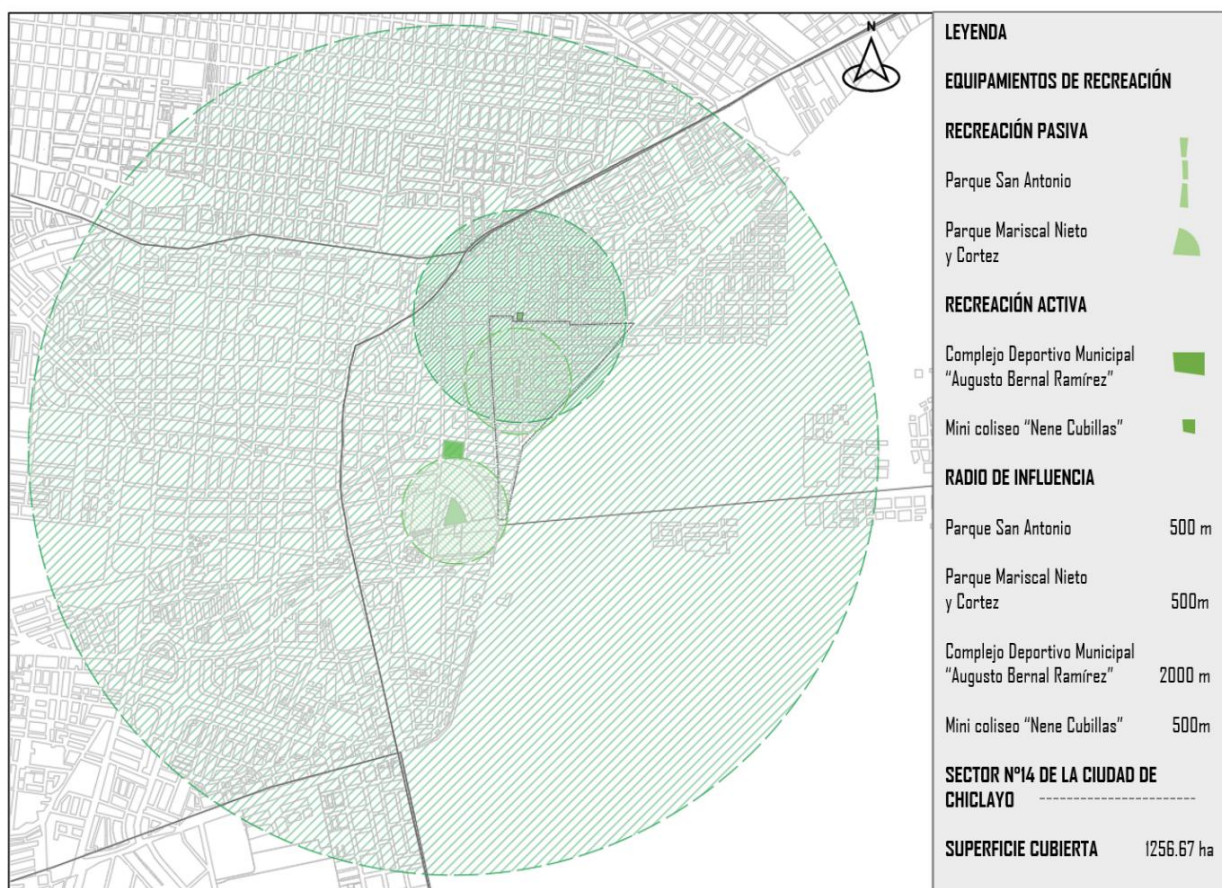 N
LEYENDA
EQUIPAMIENTOS DE RECREACIÓN
RECREACIÓN PASIVA
Parque San Antonio
Parque Mariscal Nieto
y Cortez
RECREACIÓN ACTIVA
Complejo Deportivo Municipal
"Augusto Bernal Ramírez"
Mini coliseo "Nene Cubillas"
RADIO DE INFLUENCIA
Parque San Antonio 500 m
Parque Mariscal Nieto
y Cortez 500m
Complejo Deportivo Municipal
"Augusto Bernal Ramírez" 2000 m
Mini coliseo "Nene Cubillas" 500m
SECTOR N°14 DE LA CIUDAD DE
CHICLAYO
SUPERFICIE CUBIERTA 1256.67 ha